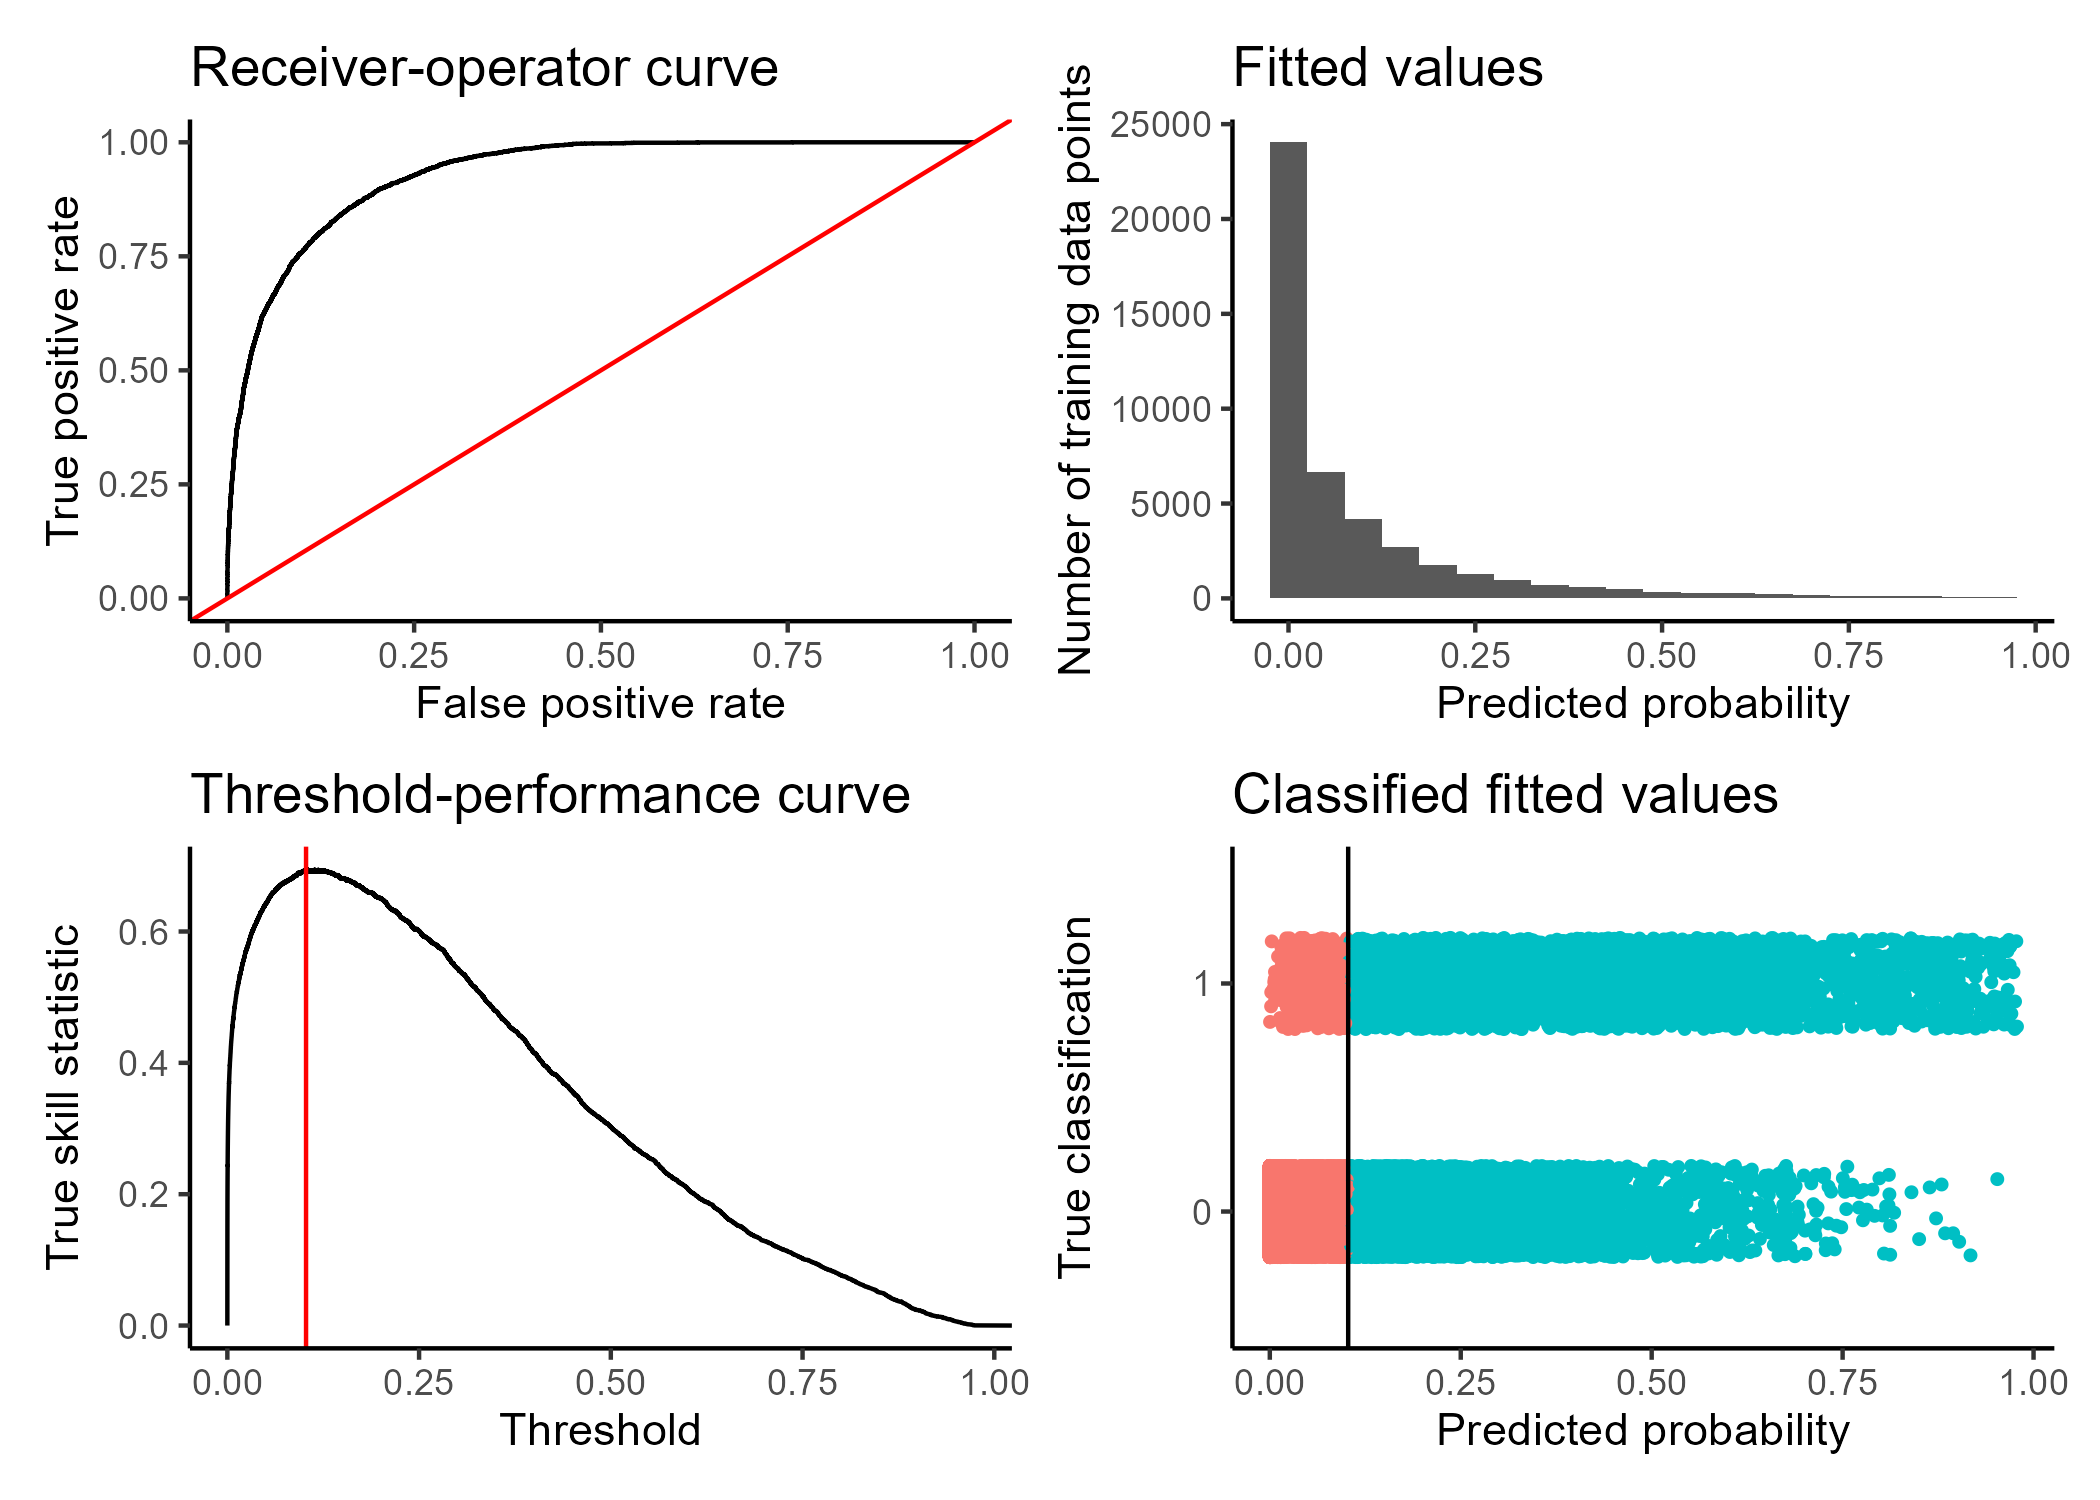 Receiver-operator curve
True positive rate
1.00
0.75
0.50
0.25
0.00
0.00 0.25 0.50 0.75 1.00
False positive rate
Fitted values
Number of training data points
25000
20000
15000
10000
5000
0
0.00 0.25 0.50 0.75 1.00
Predicted probability
Threshold-performance curve
True skill statistic
0.6
0.4
0.2
0.0
0.00 0.25 0.50 0.75 1.00
Threshold
Classified fitted values
True classification
1
0
0.00 0.25 0.50 0.75 1.00
Predicted probability